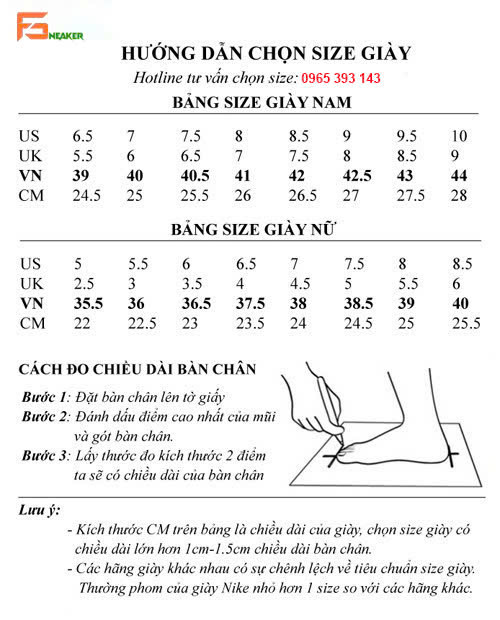 FSNEAKER
HƯỚNG DẪN CHỌN SIZE GIÀY
Hotline tư vấn chọn size: 0965 393 143
BẢNG SIZE GIÀY NAM
US 6.5 7 7.5 8 8.5 9 9.5 10
UK 5.5 6 6.5 7 7.5 8 8.5 9
VN 39 40 40.5 41 42 42.5 43 44
CM 24.5 25 25.5 26 26.5 27 27.5 28
BẢNG SIZE GIÀY NỮ
US 5 5.5 6 6.5 7 7.5 8 8.5
UK 2.5 3 3.5 4 4.5 5 5.5 6
VN 35.5 36 36.5 37.5 38 38.5 39 40
CM 22 22.5 23 23.5 24 24.5 25 25.5
CÁCH ĐO CHIỀU DÀI BÀN CHÂN
Bước 1: Đặt bàn chân lên tờ giấy
Bước 2: Đánh dấu điểm cao nhất của mũi
và gót bàn chân.
Bước 3: Lấy thước đo kích thước 2 điểm
ta sẽ có chiều dài của bàn chân
Lưu ý:
- Kích thước CM trên bảng là chiều dài của giày, chọn size giày có
chiều dài lớn hơn 1cm-1.5cm chiều dài bàn chân.
- Các hãng giày khác nhau có sự chênh lệch về tiêu chuẩn size giày.
Thường phom của giày Nike nhỏ hơn 1 size so với các hãng khác.